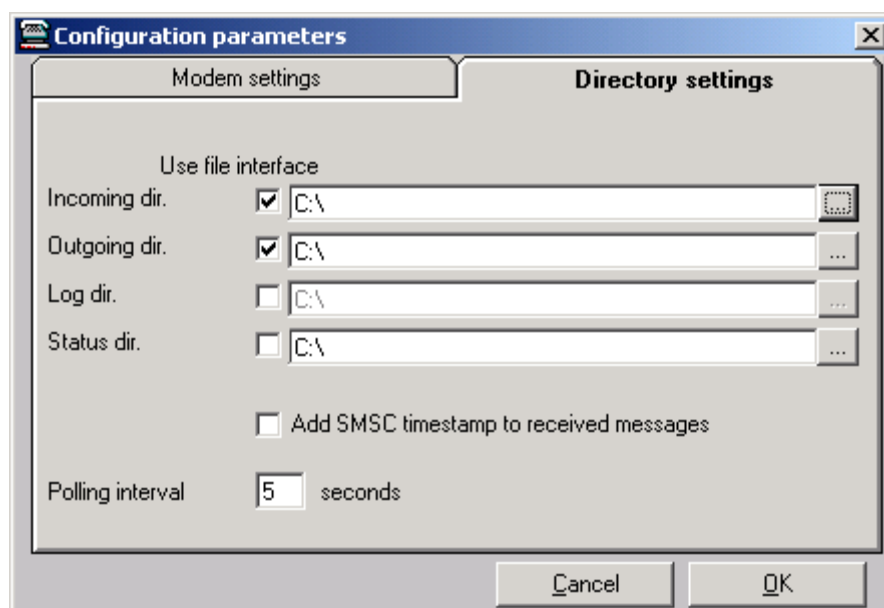 Configuration parameters
Modem settings Directory settings
Use file interface
Incoming dir. C:\ ...
Outgoing dir. C:\ ...
Log dir. C:\ ...
Status dir. C:\ ...
Add SMSC timestamp to received messages
Polling interval 5 seconds
Cancel OK